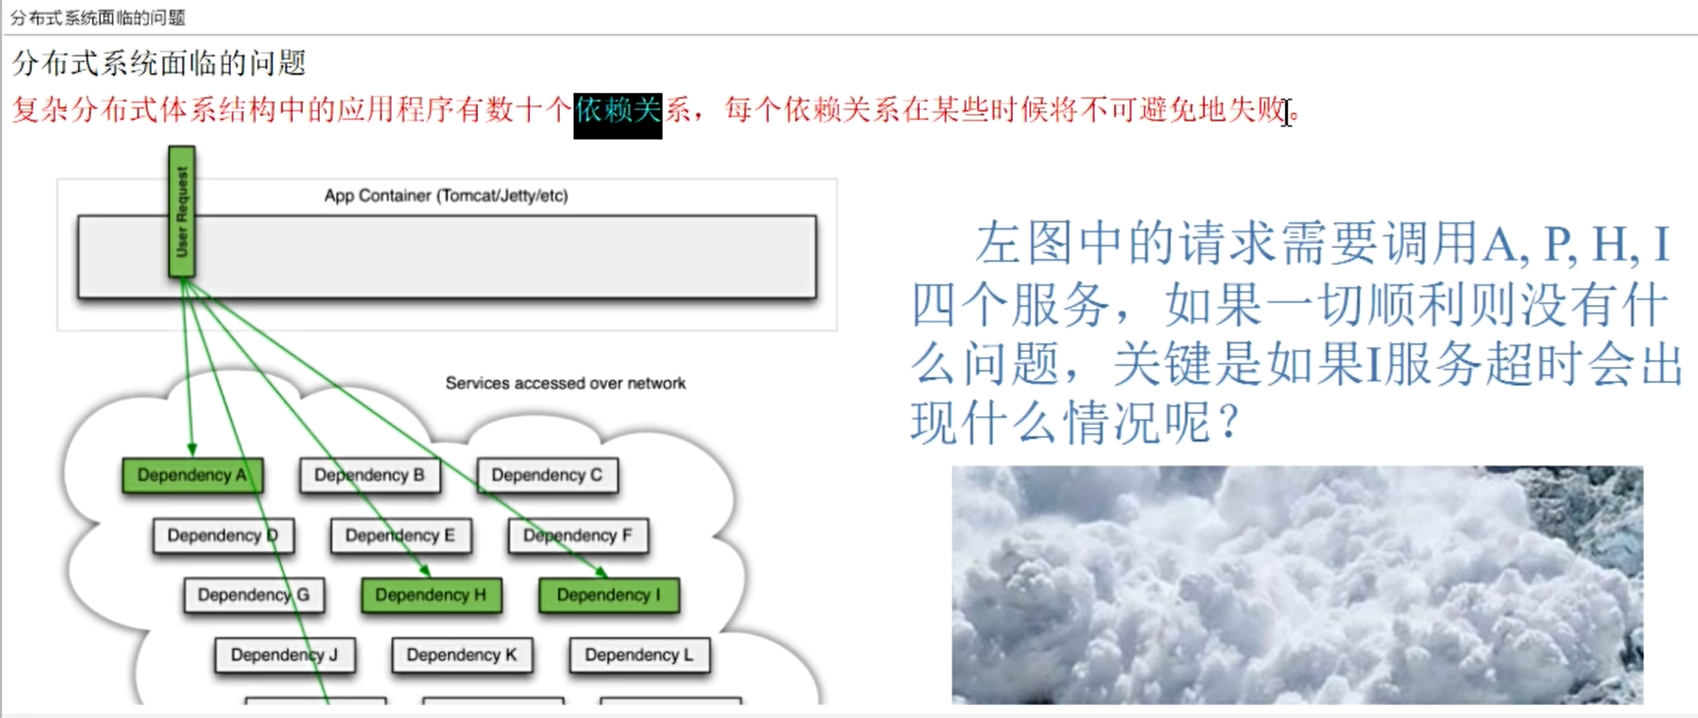 分布式系统面临的问题
分布式系统面临的问题
复杂分布式体系结构中的应用程序有数十个依赖关系，每个依赖关系在某些时候将不可避免地失败。
User Request
App Container (Tomcat/Jetty/etc)
左图中的请求需要调用A, P, H, I
四个服务，如果一切顺利则没有什
么问题，关键是如果I服务超时会出
现什么情况呢？
Services accessed over network
Dependency A
Dependency B
Dependency C
Dependency D
Dependency E
Dependency F
Dependency G
Dependency H
Dependency I
Dependency J
Dependency K
Dependency L